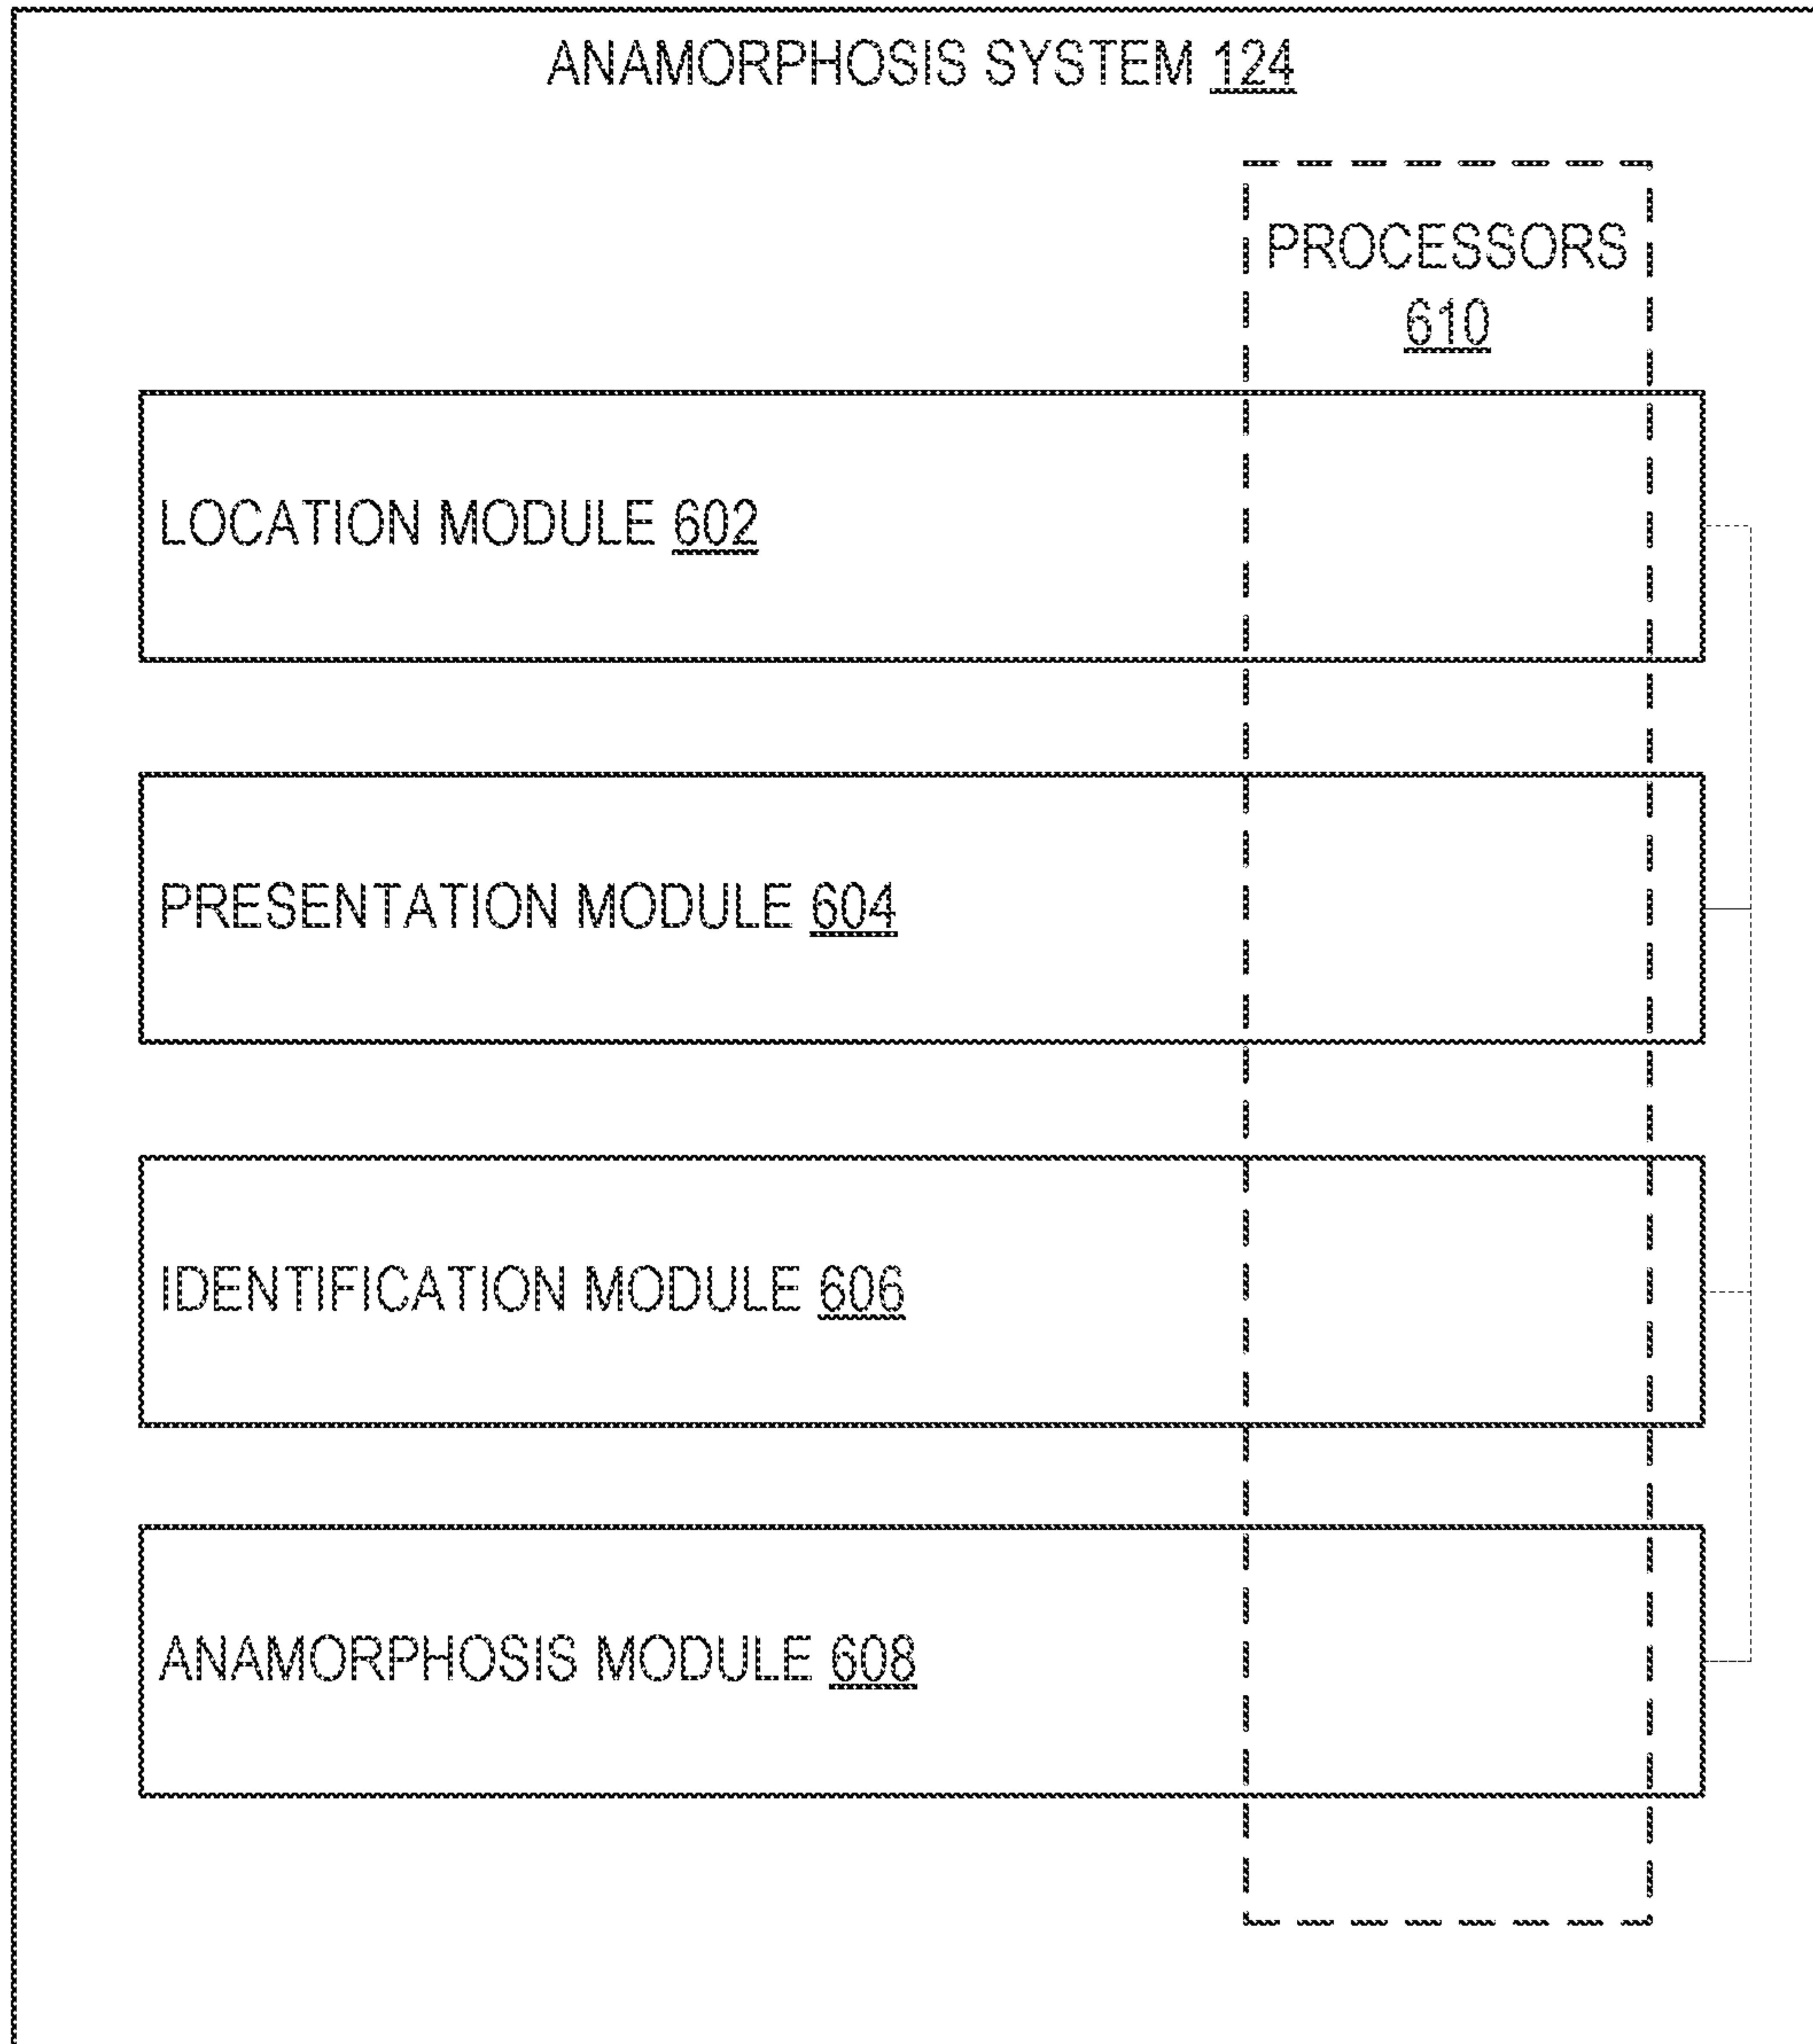 ANAMORPHOSIS SYSTEM 124
PROCESSORS
610
LOCATION MODULE 602
PRESENTATION MODULE 604
IDENTIFICATION MODULE 606
ANAMORPHOSIS MODULE 608